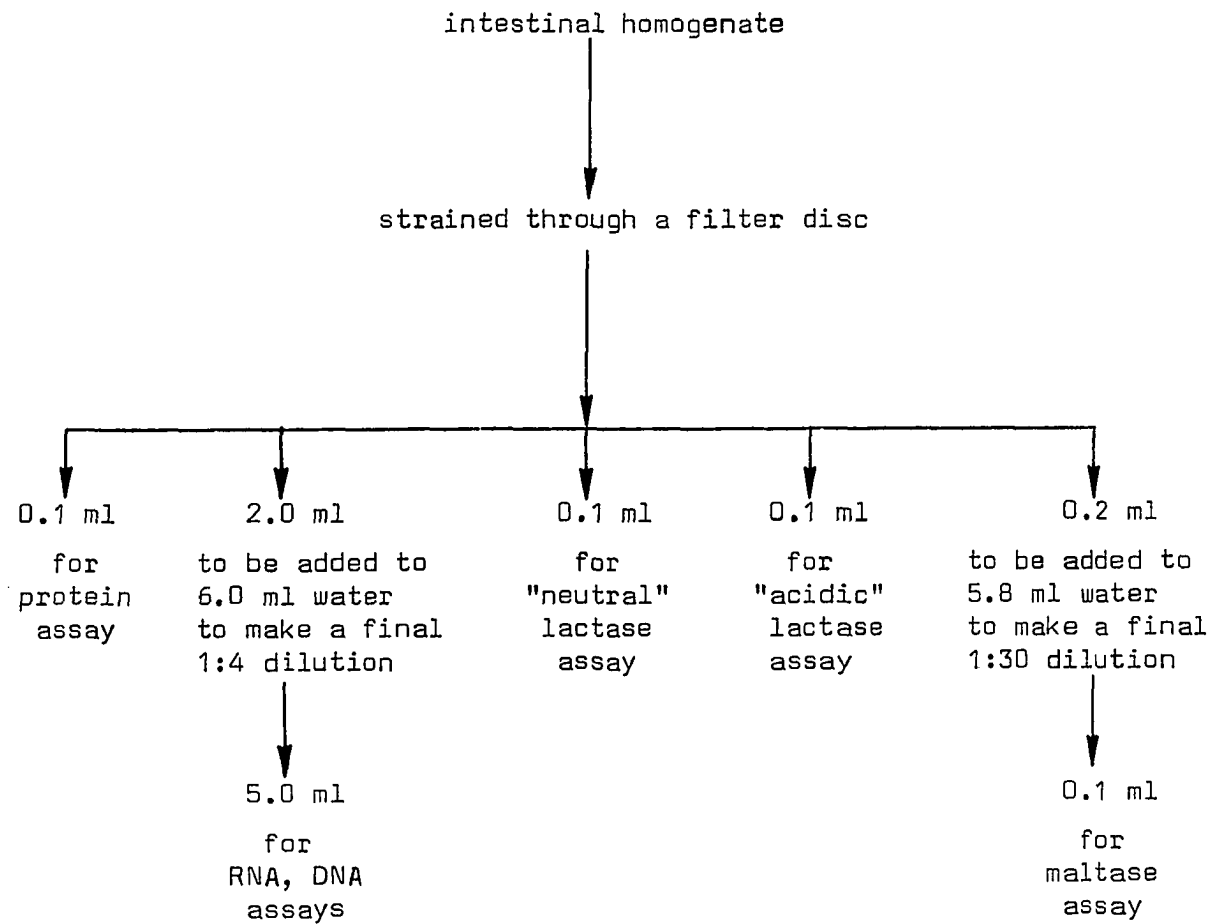 intestinal homogenate
strained through a filter disc
0.1 ml
for
protein
assay
2.0 ml
to be added to
6.0 ml water
to make a final
1:4 dilution
5.0 ml
for
RNA, DNA
assays
0.1 ml
for
"neutral"
lactase
assay
0.1 ml
for
"acidic"
lactase
assay
0.2 ml
to be added to
5.8 ml water
to make a final
1:30 dilution
0.1 ml
for
maltase
assay